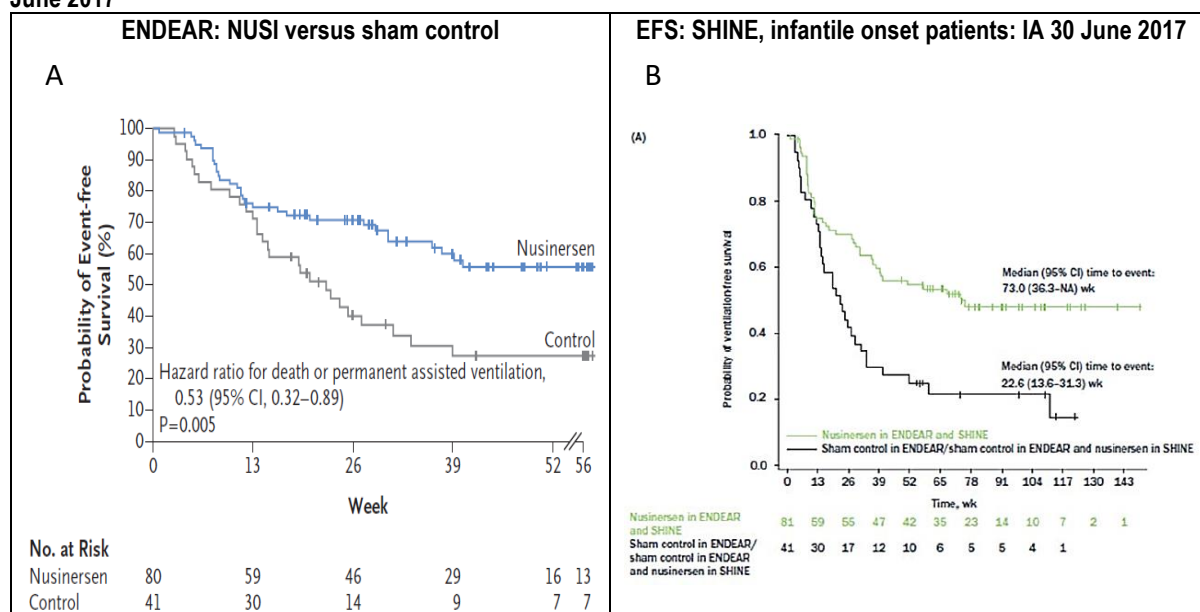 June 2017
ENDEAR: NUSI versus sham control
A
Probability of Event-free
Survival (%)
100
90
80
70
60
50
40
30
20
10
0
Nusinersen
Control
Hazard ratio for death or permanent assisted ventilation,
0.53 (95% CI, 0.32–0.89)
P=0.005
0 13 26 39 52 56
Week
No. at Risk
Nusinersen 80 59 46 29 16 13
Control 41 30 14 9 7 7
EFS: SHINE, infantile onset patients: IA 30 June 2017
B
(A)
Probability of ventilation-free survival
1.0
0.8
0.6
0.4
0.2
0.0
Median (95% CI) time to event:
73.0 (36.3–NA) wk
Median (95% CI) time to event:
22.6 (13.6–31.3) wk
Nusinersen in ENDEAR and SHINE
Sham control in ENDEAR/sham control in ENDEAR and nusinersen in SHINE
0 13 26 39 52 65 78 91 104 117 130 143
Time, wk
Nusinersen in ENDEAR
and SHINE
81 59 55 47 42 35 23 14 10 7 2 1
Sham control in ENDEAR/
sham control in ENDEAR
and nusinersen in SHINE
41 30 17 12 10 6 5 5 4 1